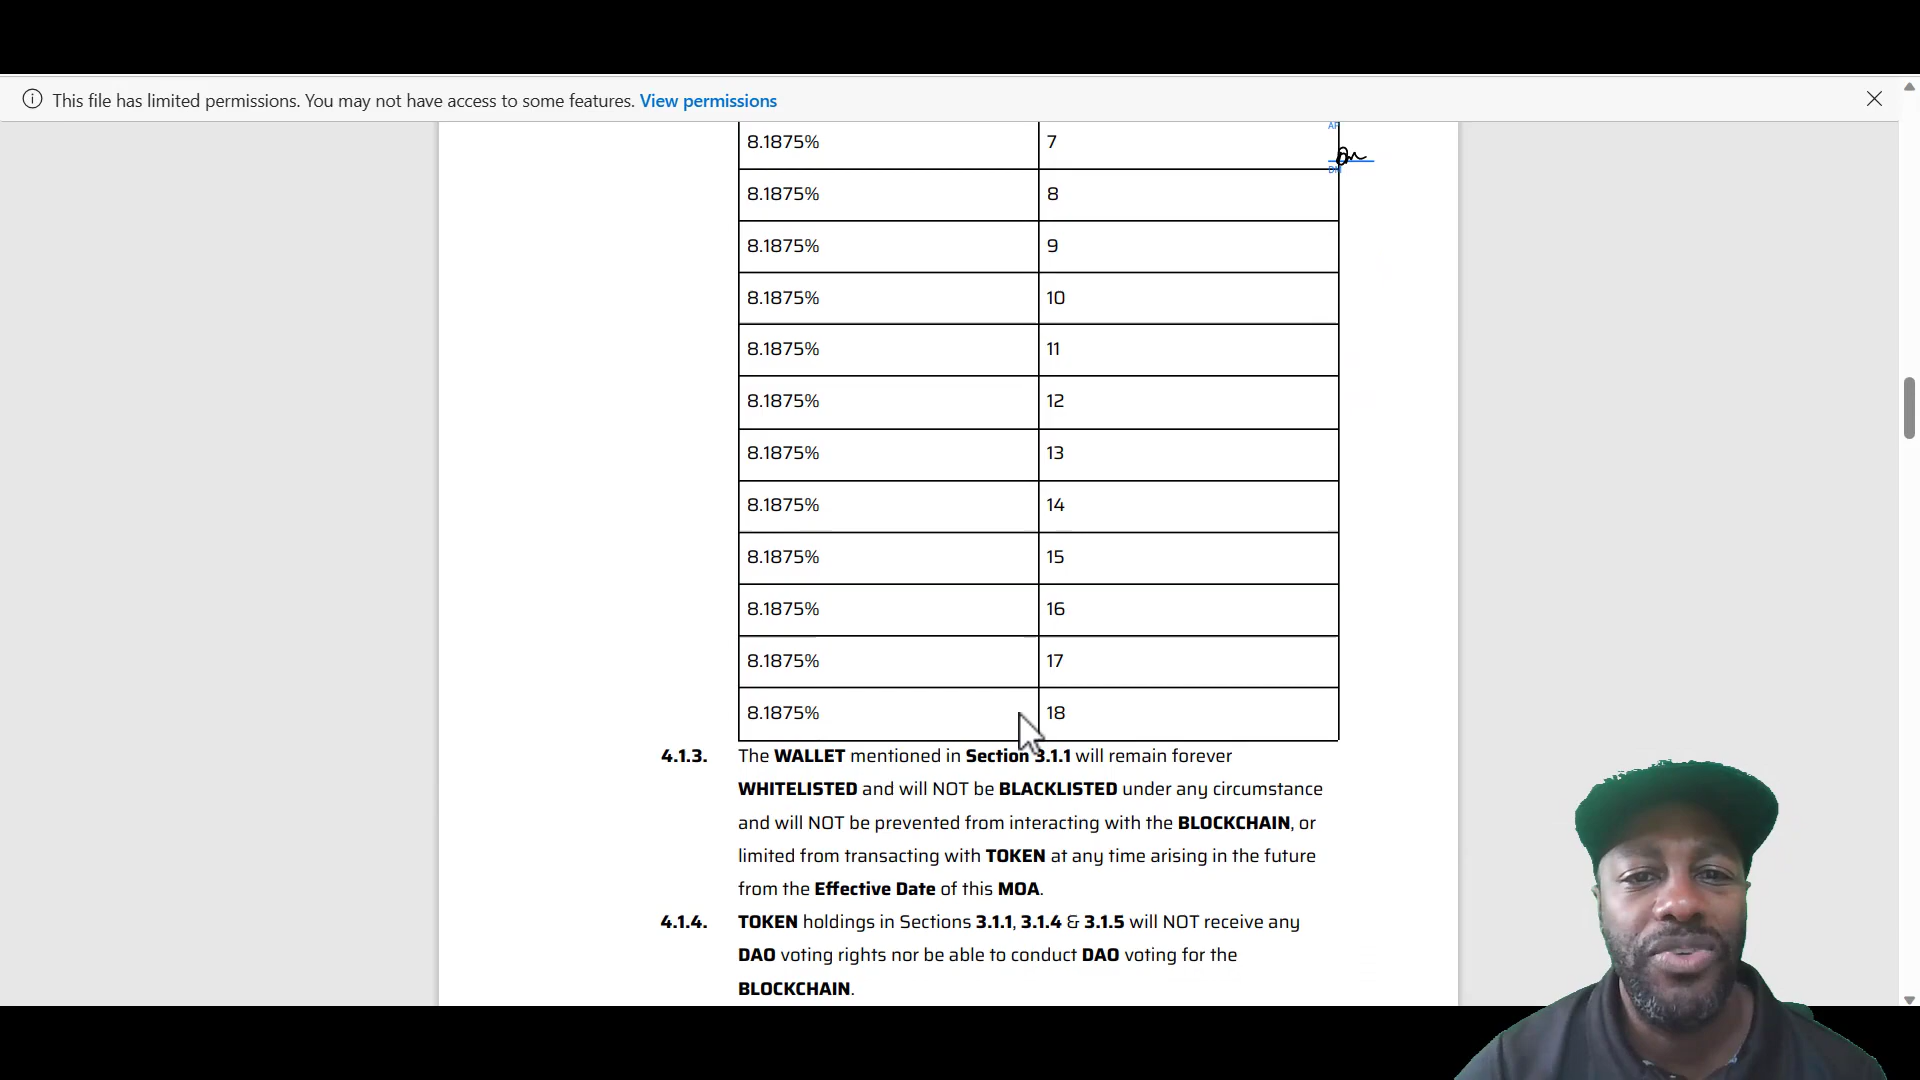 This file has limited permissions. You may not have access to some features. View permissions
AP
8.1875% 7
DM
8.1875% 8
8.1875% 9
8.1875% 10
8.1875% 11
8.1875% 12
8.1875% 13
8.1875% 14
8.1875% 15
8.1875% 16
8.1875% 17
8.1875% 18
4.1.3. The WALLET mentioned in Section 3.1.1 will remain forever
WHITELISTED and will NOT be BLACKLISTED under any circumstance
and will NOT be prevented from interacting with the BLOCKCHAIN, or
limited from transacting with TOKEN at any time arising in the future
from the Effective Date of this MOA.
4.1.4. TOKEN holdings in Sections 3.1.1, 3.1.4 & 3.1.5 will NOT receive any
DAO voting rights nor be able to conduct DAO voting for the
BLOCKCHAIN.